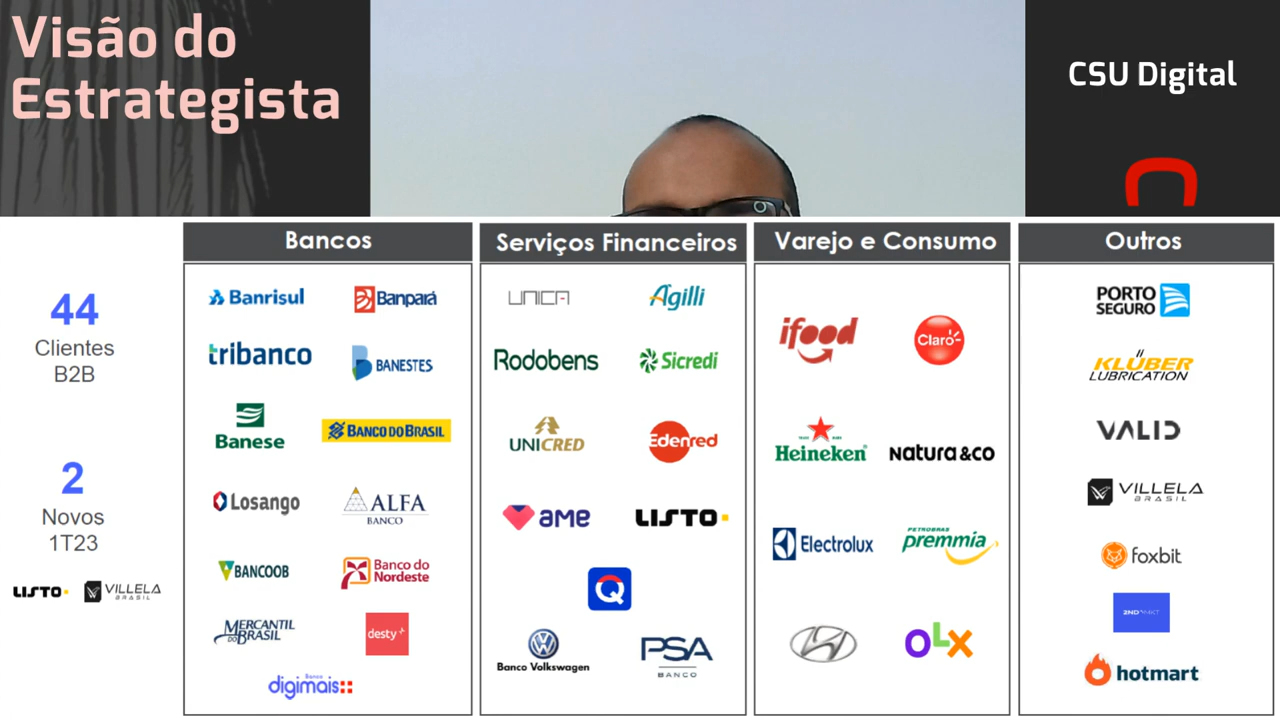 Visão do
Estrategista
CSU Digital
44
Clientes
B2B
2
Novos
1T23
LISTO
VILLELA
BRASIL
Bancos
Banrisul
Banpará
tribanco
BANESTES
Banese
BANCO DO BRASIL
Losango
ALFA
BANCO
BANCOOB
Banco do
Nordeste
MERCANTIL
DO BRASIL
desty
Banco
digimais
Serviços Financeiros
UNICA
Agilli
Rodobens
Sicredi
UNICRED
Edenred
ame
LISTO
Q
Banco Volkswagen
PSA
BANCO
Varejo e Consumo
ifood
Claro
Heineken
natura &co
Electrolux
PETROBRAS
premmia
OLX
Outros
PORTO
SEGURO
KLÜBER
LUBRICATION
VALID
VILLELA
BRASIL
foxbit
2ND MKT
hotmart